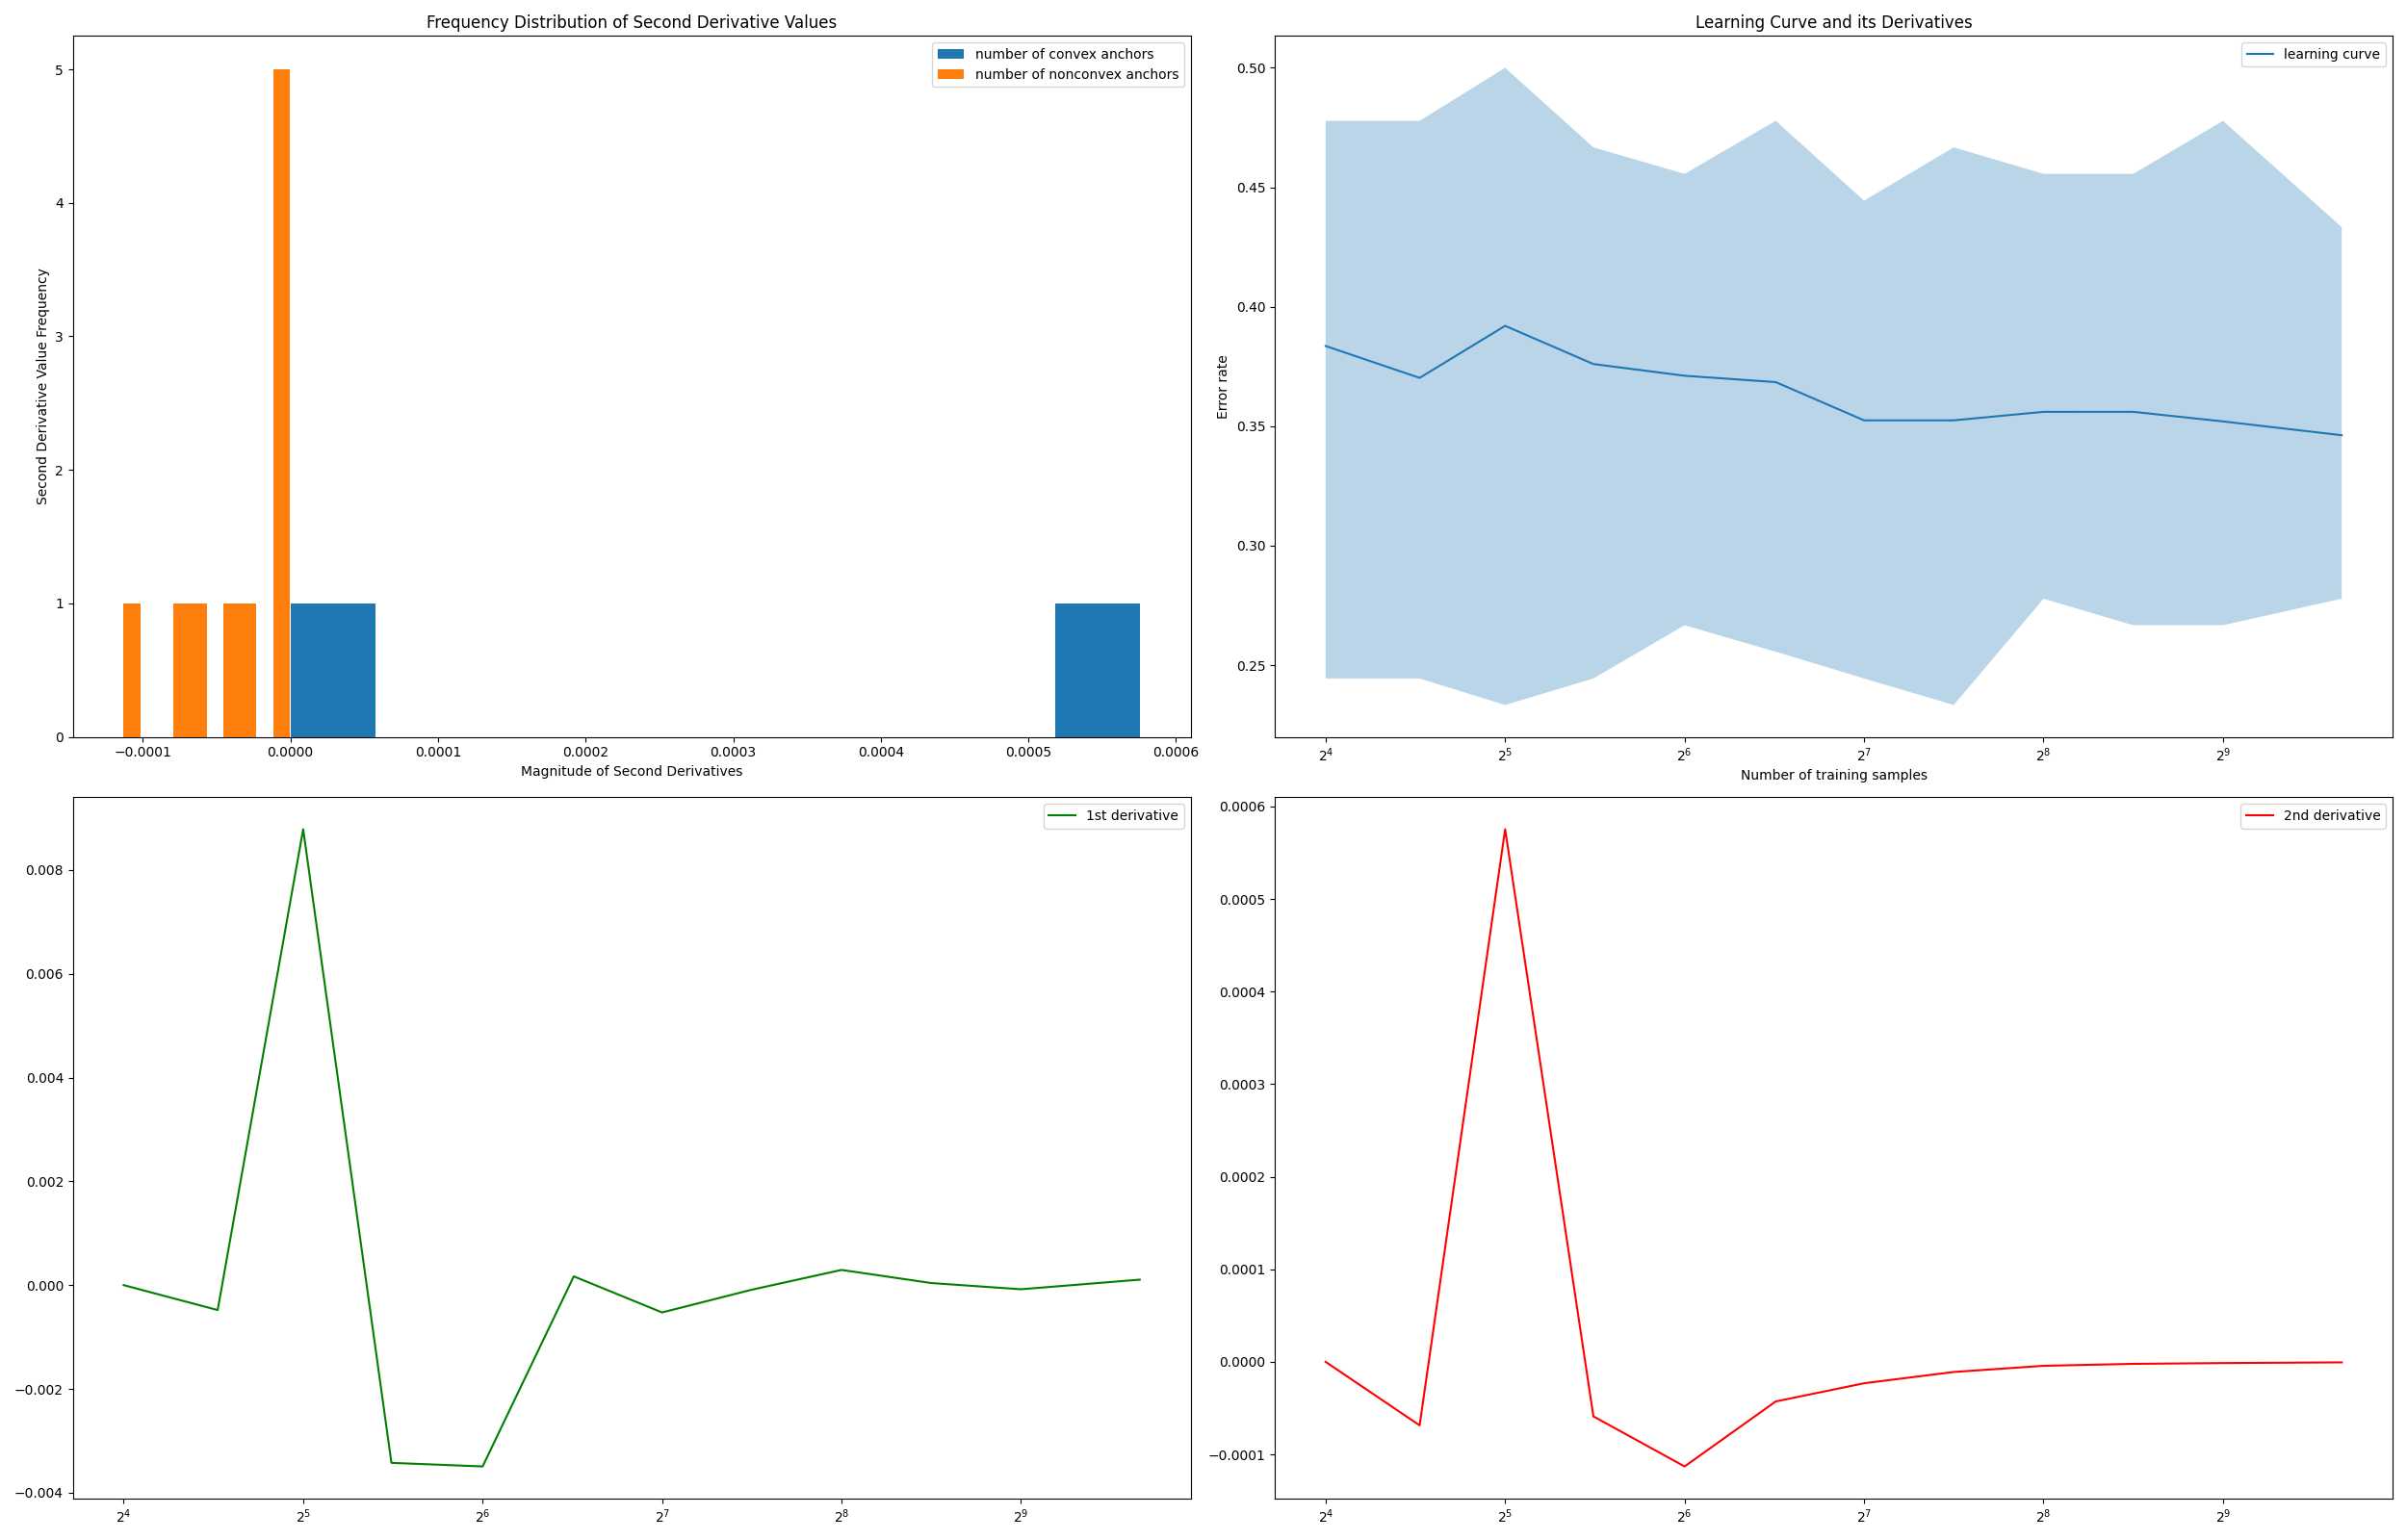 Frequency Distribution of Second Derivative Values
number of convex anchors
number of nonconvex anchors
Second Derivative Value Frequency
5
4
3
2
1
0
−0.0001 0.0000 0.0001 0.0002 0.0003 0.0004 0.0005 0.0006
Magnitude of Second Derivatives
Learning Curve and its Derivatives
learning curve
Error rate
0.50
0.45
0.40
0.35
0.30
0.25
2⁴ 2⁵ 2⁶ 2⁷ 2⁸ 2⁹
Number of training samples
1st derivative
0.008
0.006
0.004
0.002
0.000
−0.002
−0.004
2⁴ 2⁵ 2⁶ 2⁷ 2⁸ 2⁹
2nd derivative
0.0006
0.0005
0.0004
0.0003
0.0002
0.0001
0.0000
−0.0001
2⁴ 2⁵ 2⁶ 2⁷ 2⁸ 2⁹